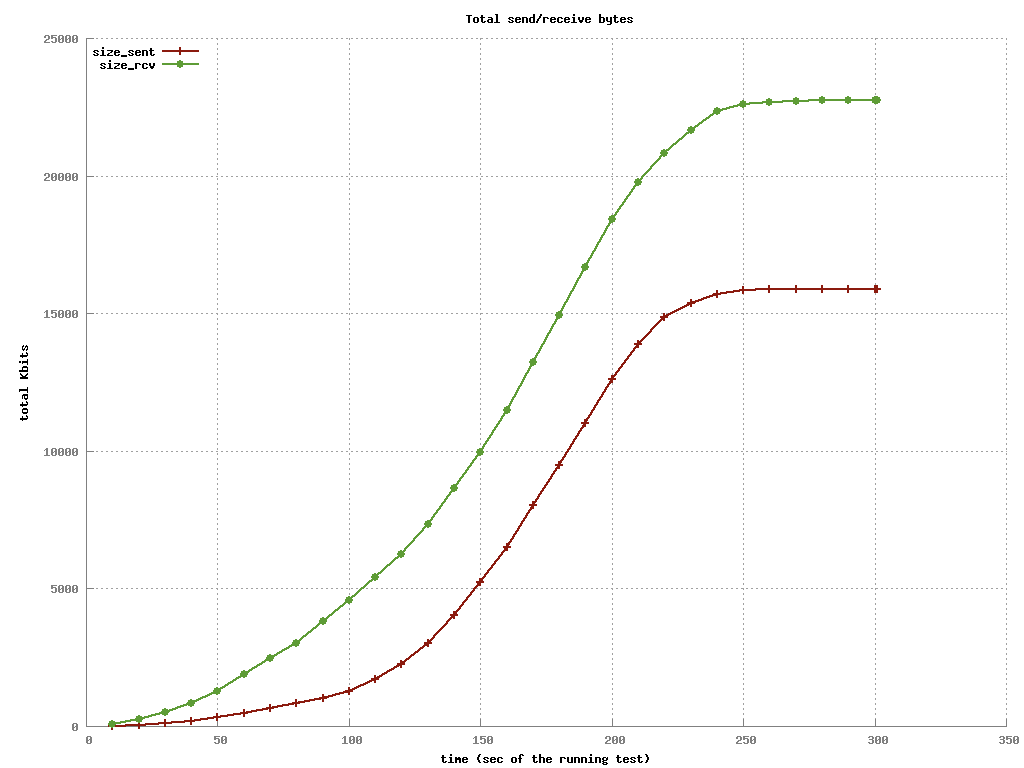 Total send/receive bytes
25000
size_sent
size_rcv
20000
15000
total Kbits
10000
5000
0
0 50 100 150 200 250 300 350
time (sec of the running test)